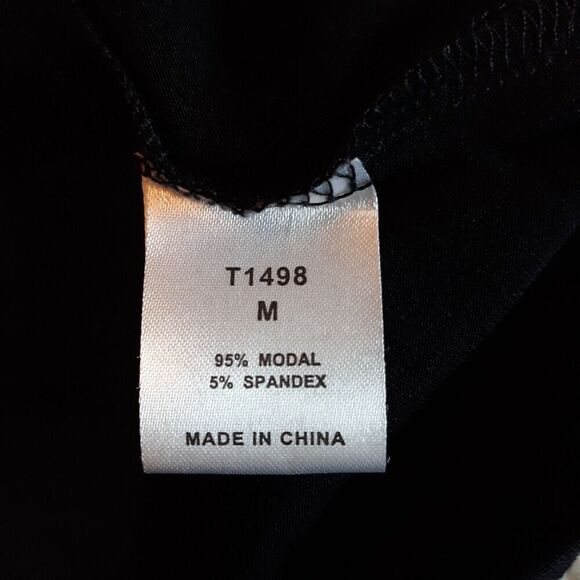 T1498
M
95% MODAL
5% SPANDEX
MADE IN CHINA